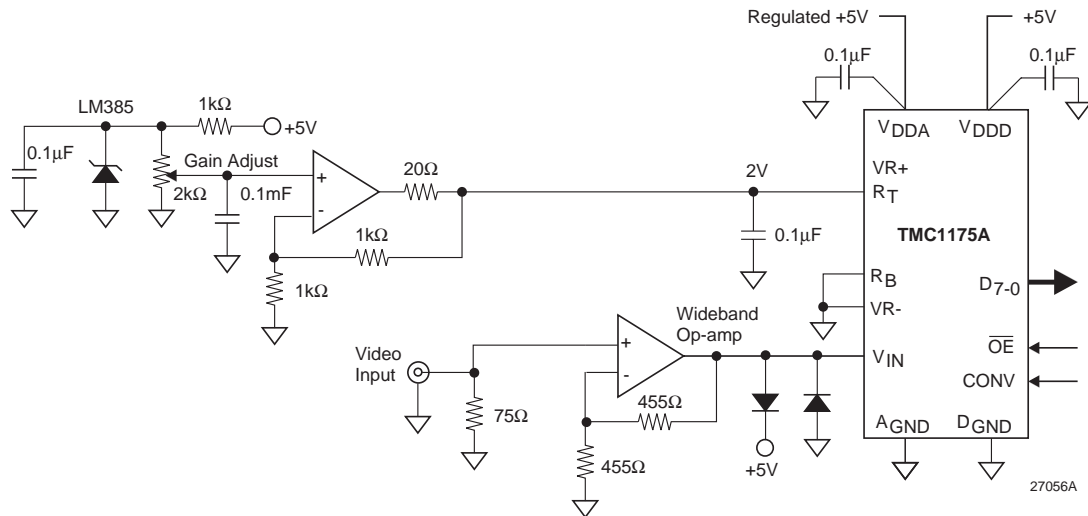 Regulated +5V
+5V
0.1µF
0.1µF
LM385
1kΩ
+5V
0.1µF
Gain Adjust
2kΩ
0.1mF
+
-
20Ω
1kΩ
1kΩ
2V
0.1µF
VDDA
VDDD
VR+
RT
TMC1175A
RB
VR-
D7-0
OE
CONV
VIN
AGND
DGND
Wideband
Op-amp
Video
Input
75Ω
+
-
455Ω
455Ω
+5V
27056A